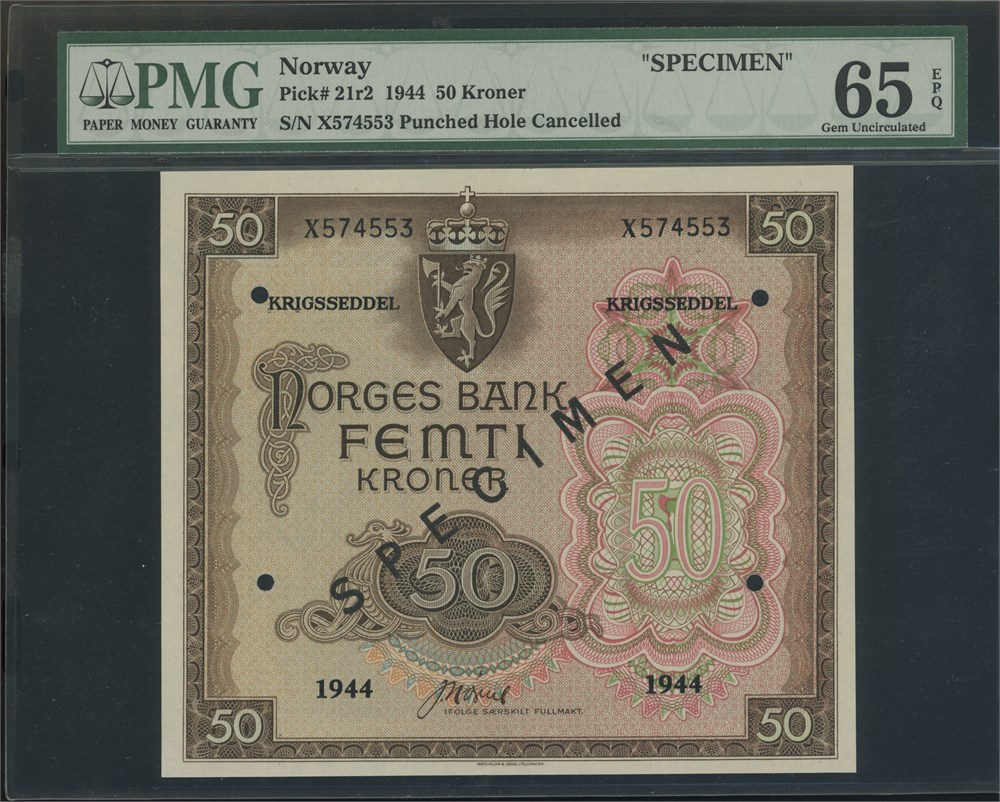 PMG
PAPER MONEY GUARANTY
Norway
"SPECIMEN"
Pick# 21r2 1944 50 Kroner
S/N X574553 Punched Hole Cancelled
65
EPQ
Gem Uncirculated
50
50
X574553
X574553
KRIGSSEDDEL
KRIGSSEDDEL
NORGES BANK
FEMTI
KRONER
SPECIMEN
50
50
1944
1944
IFØLGE SÆRSKILT FULLMAKT.
50
50